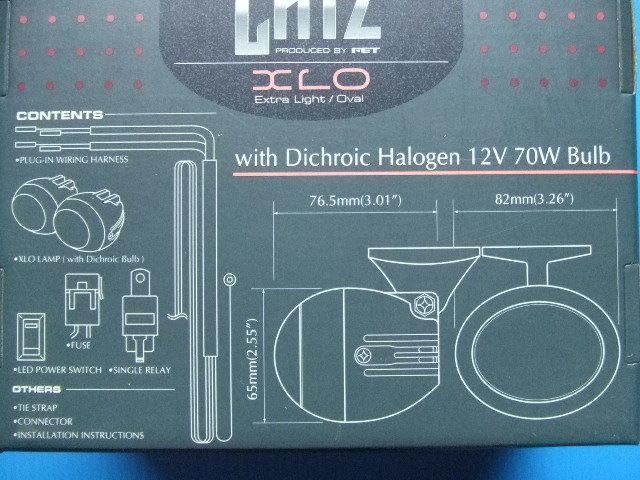 PRODUCED BY FET
XLO
Extra Light / Oval
CONTENTS
•PLUG-IN WIRING HARNESS
with Dichroic Halogen 12V 70W Bulb
76.5mm(3.01")
82mm(3.26")
•XLO LAMP ( with Dichroic Bulb )
•FUSE
65mm(2.55")
•LED POWER SWITCH
•SINGLE RELAY
OTHERS
•TIE STRAP
•CONNECTOR
•INSTALLATION INSTRUCTIONS